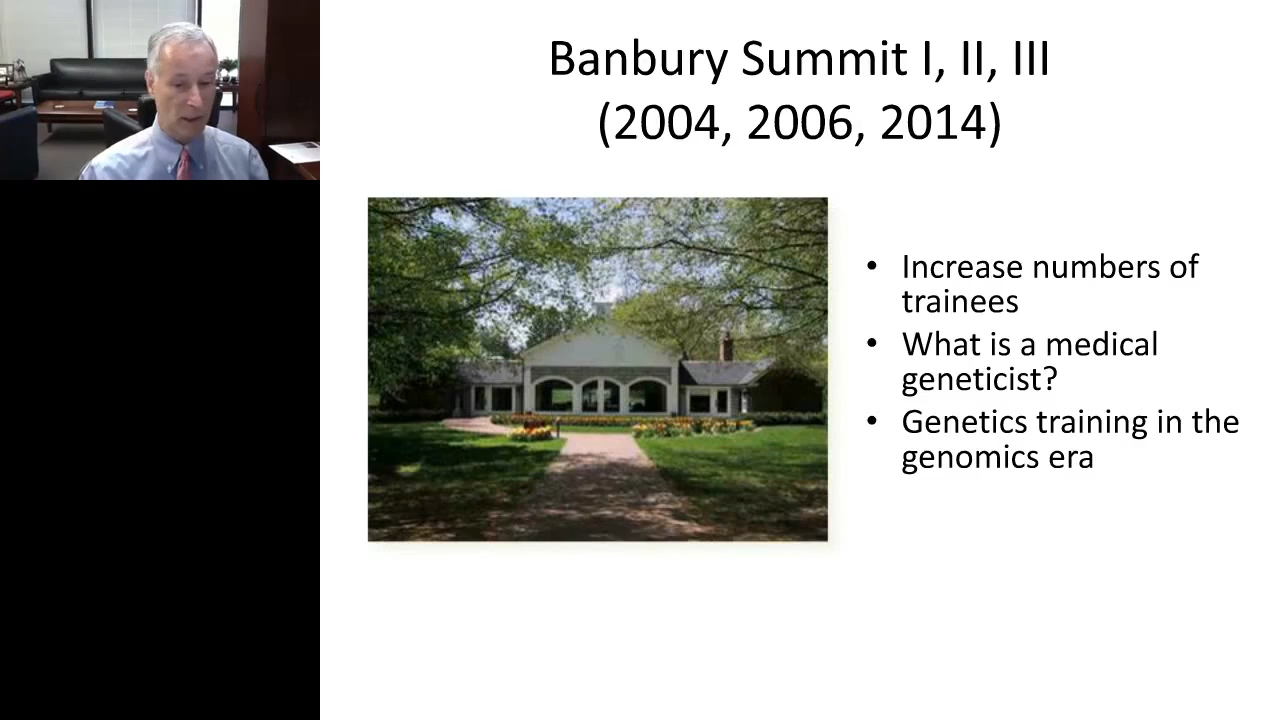 Banbury Summit I, II, III
(2004, 2006, 2014)
• Increase numbers of
trainees
• What is a medical
geneticist?
• Genetics training in the
genomics era